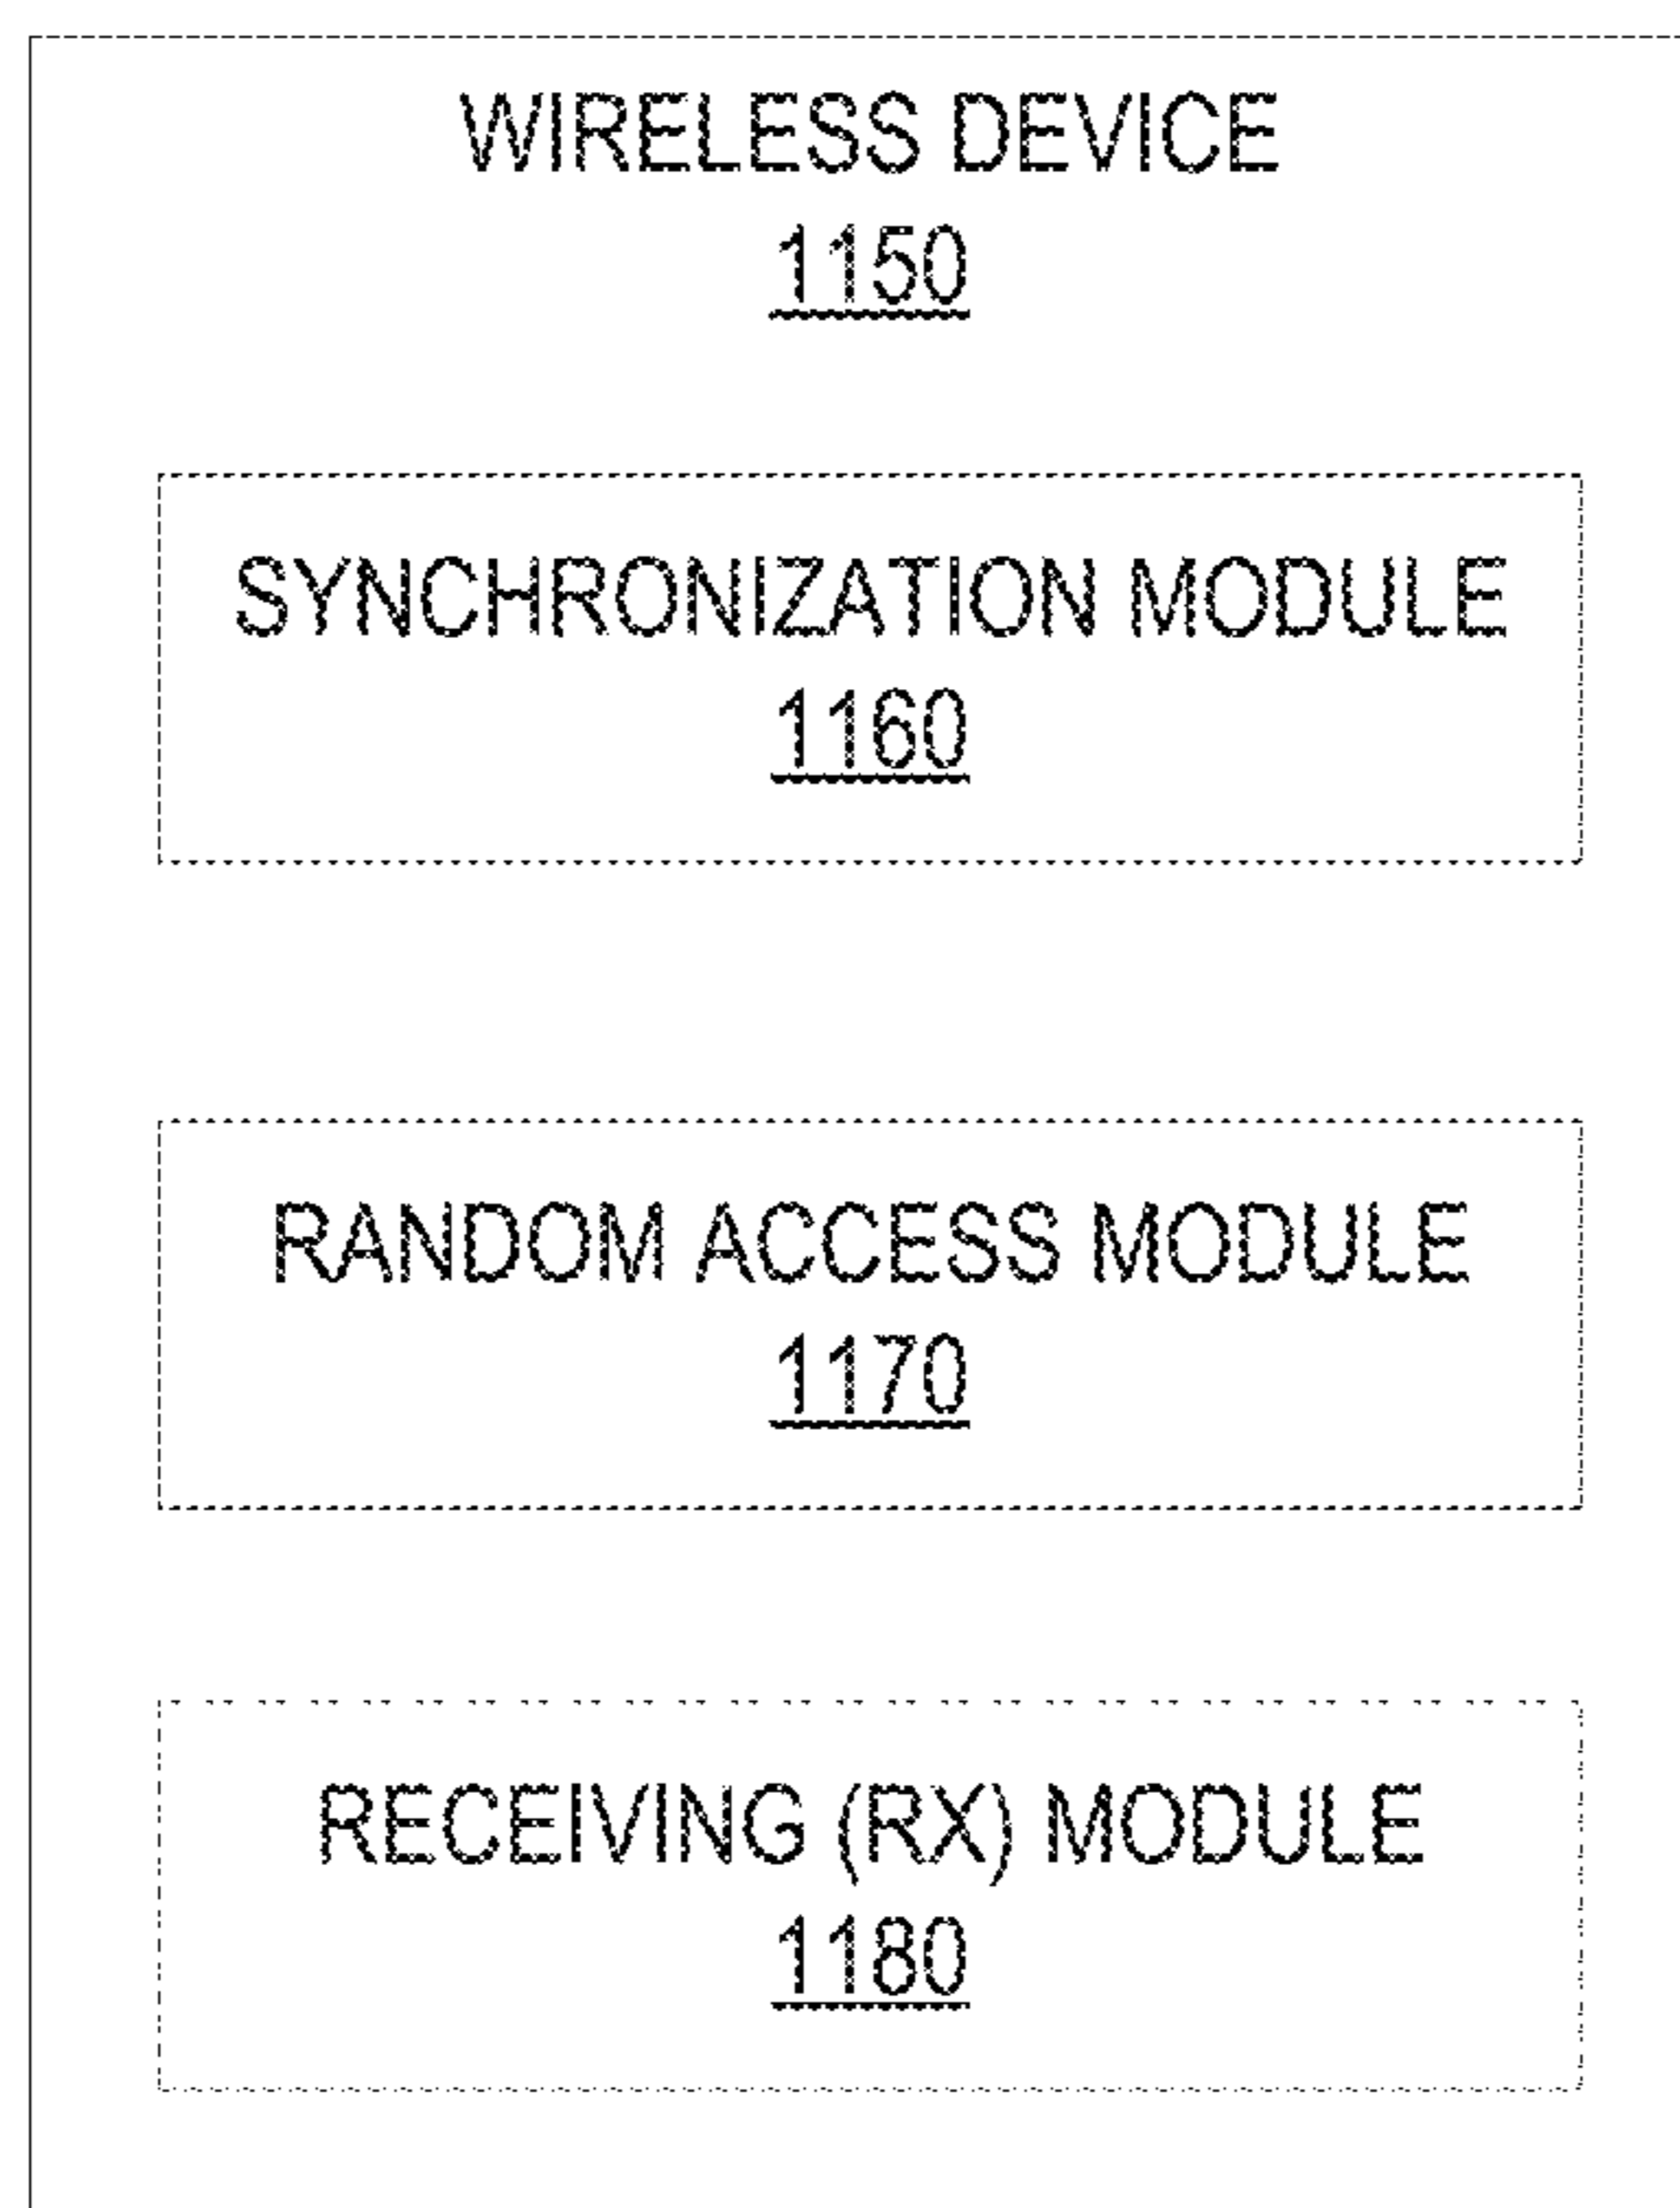 WIRELESS DEVICE
1150
SYNCHRONIZATION MODULE
1160
RANDOM ACCESS MODULE
1170
RECEIVING (RX) MODULE
1180